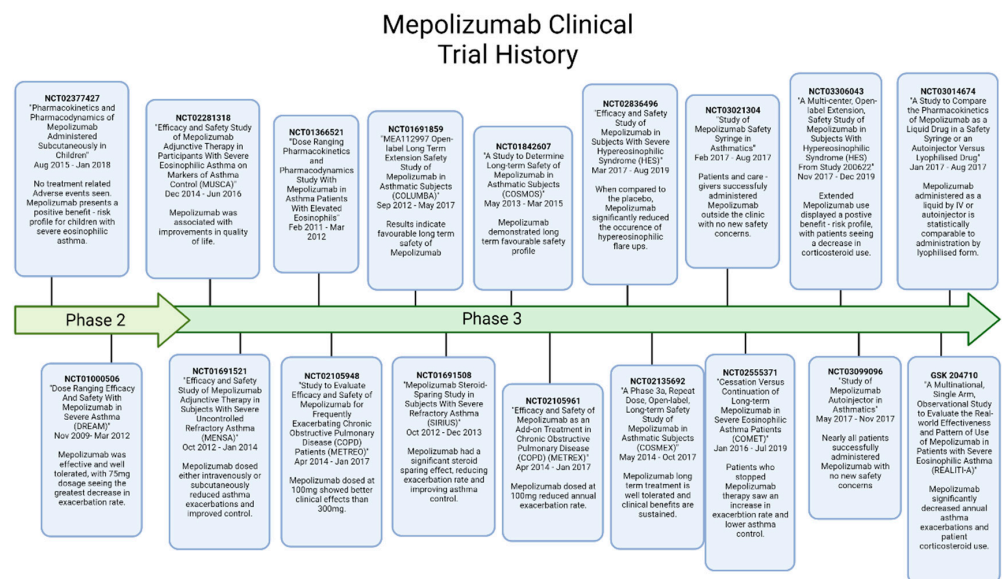 Mepolizumab Clinical
Trial History
NCT02377427
"Pharmacokinetics and
Pharmacodynamics of
Mepolizumab
Administered
Subcutaneously in
Children"
Aug 2015 - Jan 2018
No treatment related
Adverse events seen.
Mepolizumab presents a
positive benefit - risk
profile for children with
severe eosinophilic
asthma.
NCT02281318
"Efficacy and Safety Study
of Mepolizumab
Adjunctive Therapy in
Participants With Severe
Eosinophilic Asthma on
Markers of Asthma
Control (MUSCA)"
Dec 2014 - Jun 2016
Mepolizumab was
associated with
improvements in quality
of life.
NCT01366521
"Dose Ranging
Pharmacokinetics
and
Pharmacodynamics
Study With
Mepolizumab in
Asthma Patients With
Elevated Eosinophils"
Feb 2011 - Mar
2012
NCT01691859
"MEA112997 Open-
label Long Term
Extension Safety
Study of
Mepolizumab in
Asthmatic Subjects
(COLUMBA)"
Sep 2012 - May 2017
Results indicate
favourable long term
safety of
Mepolizumab
NCT01842607
"A Study to Determine
Long-term Safety of
Mepolizumab in
Asthmatic Subjects
(COSMOS)"
May 2013 - Mar 2015
Mepolizumab
demonstrated long
term favourable safety
profile
NCT02836496
"Efficacy and
Safety Study of
Mepolizumab in
Subjects With Severe
Hypereosinophilic
Syndrome (HES)
Mar 2017 - Aug 2019
When compared to
the placebo,
Mepolizumab
significantly reduced
the occurence of
hypereosinophilic
flare ups.
NCT03021304
"Study of
Mepolizumab Safety
Syringe in
Asthmatics"
Feb 2017 - Aug 2017
Patients and care -
givers successfully
administered
Mepolizumab
outside the clinic
with no new safety
concerns.
NCT03306043
"A Multi-center, Open-
label Extension, Safety
Study of Mepolizumab
in Subjects With
Hypereosinophilic
Syndrome (HES)
From Study 200622"
Nov 2017 - Dec 2019
Extended
Mepolizumab use
displayed a postive
benefit - risk profile,
with patients seeing
a decrease in
corticosteroid use.
NCT03014674
"A Study to Compare
the Pharmacokinetics
of Mepolizumab as a
Liquid Drug in a Safety
Syringe or an
Autoinjector Versus
Lyophilised Drug"
Jan 2017 - Aug 2017
Mepolizumab
administered as a
liquid by IV or
autoinjector is
statistically
comparable to
administration by
lyophilised form.
Phase 2
Phase 3
NCT01000506
"Dose Ranging Efficacy
And Safety With
Mepolizumab in
Severe Asthma
(DREAM)"
Nov 2009- Mar 2012
Mepolizumab was
effective and well
tolerated, with 75mg
dosage seeing the
greatest decrease in
exacerbation rate.
NCT01691521
"Efficacy and Safety
Study of Mepolizumab
Adjunctive Therapy in
Subjects With Severe
Uncontrolled
Refractory Asthma
(MENSA)"
Oct 2012 - Jan 2014
Mepolizumab dosed
either intravenously or
subcutaneously
reduced asthma
exacerbations and
improved control.
NCT02105948
"Study to Evaluate
Efficacy and Safety of
Mepolizumab for
Frequently
Exacerbating Chronic
Obstructive Pulmonary
Disease (COPD)
Patients (METREO)"
Apr 2014 - Jan 2017
Mepolizumab dosed
at 100mg showed better
clinical effects than
300mg.
NCT01691508
"Mepolizumab Steroid-
Sparing Study in
Subjects With Severe
Refractory Asthma"
(SIRIUS)"
Oct 2012 - Dec 2013
Mepolizumab had a
significant steroid
sparing effect, reducing
exacerbation rate and
improving asthma
control.
NCT02105961
"Efficacy and Safety of
Mepolizumab as an
Add-on Treatment in
Chronic Obstructive
Pulmonary Disease
(COPD) (METREX)"
Apr 2014 - Jan 2017
Mepolizumab dosed at
100mg reduced annual
exacerbation rate.
NCT02135692
"A Phase 3a, Repeat
Dose, Open-label,
Long-term Safety Study
of Mepolizumab in
Asthmatic Subjects
(COSMEX)"
May 2014 - Oct 2017
Mepolizumab long
term treatment is well
tolerated and
clinical benefits are
sustained.
NCT02555371
"Cessation Versus
Continuation of Long-
term Mepolizumab in
Severe Eosinophilic
Asthma Patients
(COMET)"
Jan 2016 - Jul 2019
Patients who
stopped
Mepolizumab
therapy saw an
increase in
exacerbtion rate and
lower asthma
control.
NCT03099096
"Study of
Mepolizumab
Autoinjector in
Asthmatics"
May 2017 - Nov 2017
Nearly all patients
successfully
administered
Mepolizumab with
no new safety
concerns
GSK 204710
"A Multinational,
Single Arm,
Observational Study
to Evaluate the Real-
world Effectiveness
and Pattern of Use
of Mepolizumab in
Patients With Severe
Eosinophilic Asthma
(REALITI-A)"
Mepolizumab
significantly
decreased annual
asthma
exacerbations and
patient
corticosteroid use.